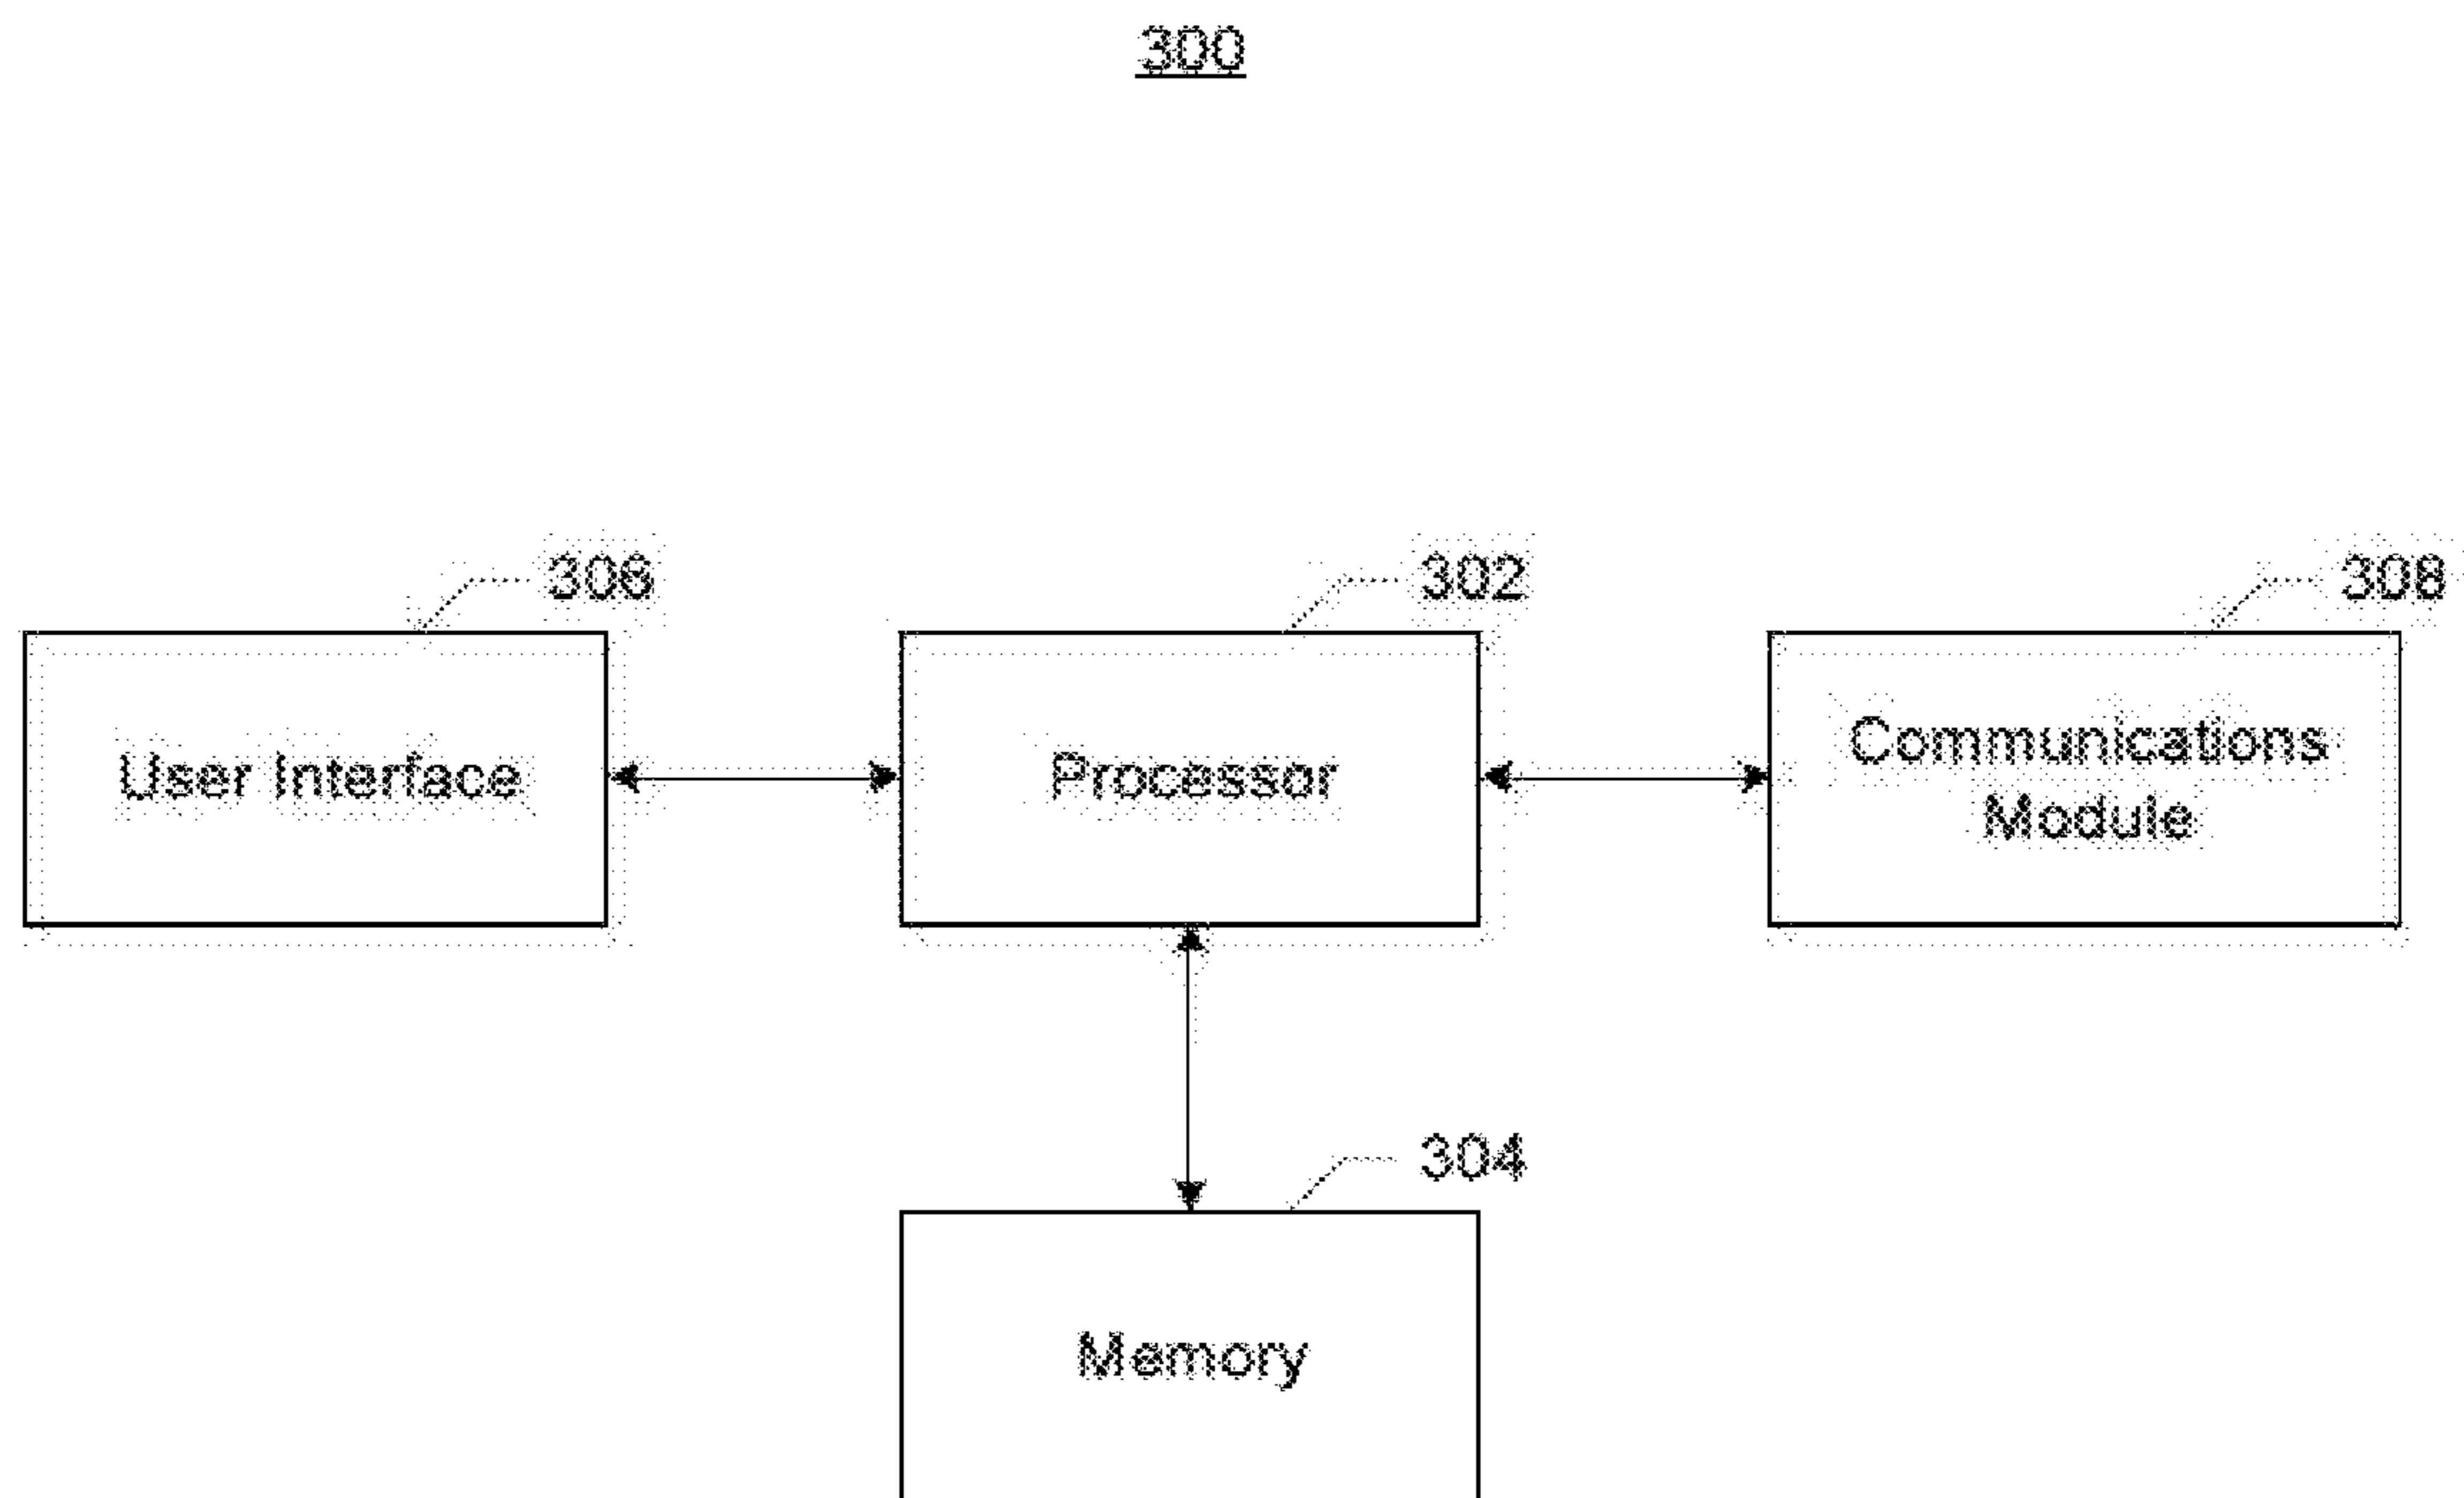 300
306
302
308
User Interface
Processor
Communications
Module
304
Memory